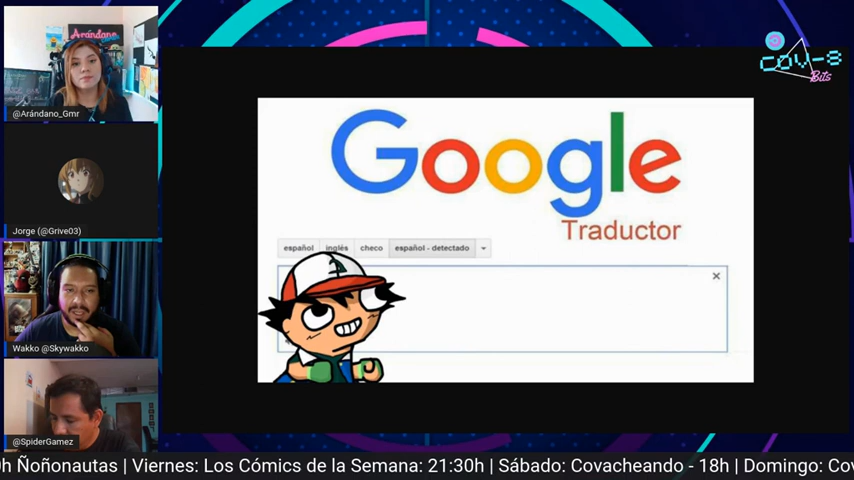 Arándano
@Arándano_Gmr
Jorge (@Grive03)
Wakko @Skywakko
@SpiderGamez
COV-8
Bits
Google
Traductor
español inglés checo español - detectado
h Ñoñonautas | Viernes: Los Cómics de la Semana: 21:30h | Sábado: Covacheando - 18h | Domingo: Cov